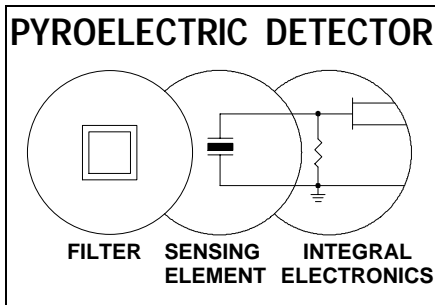 PYROELECTRIC DETECTOR
FILTER SENSING INTEGRAL
ELEMENT ELECTRONICS